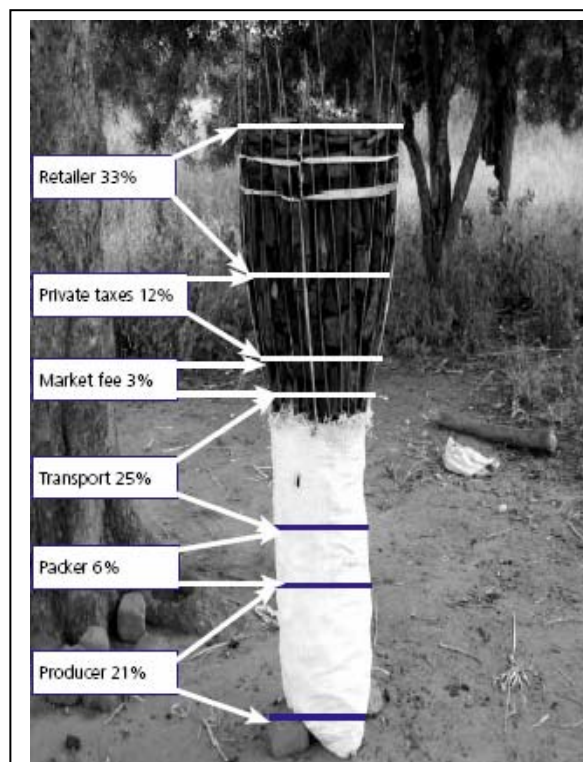 Retailer 33%
Private taxes 12%
Market fee 3%
Transport 25%
Packer 6%
Producer 21%